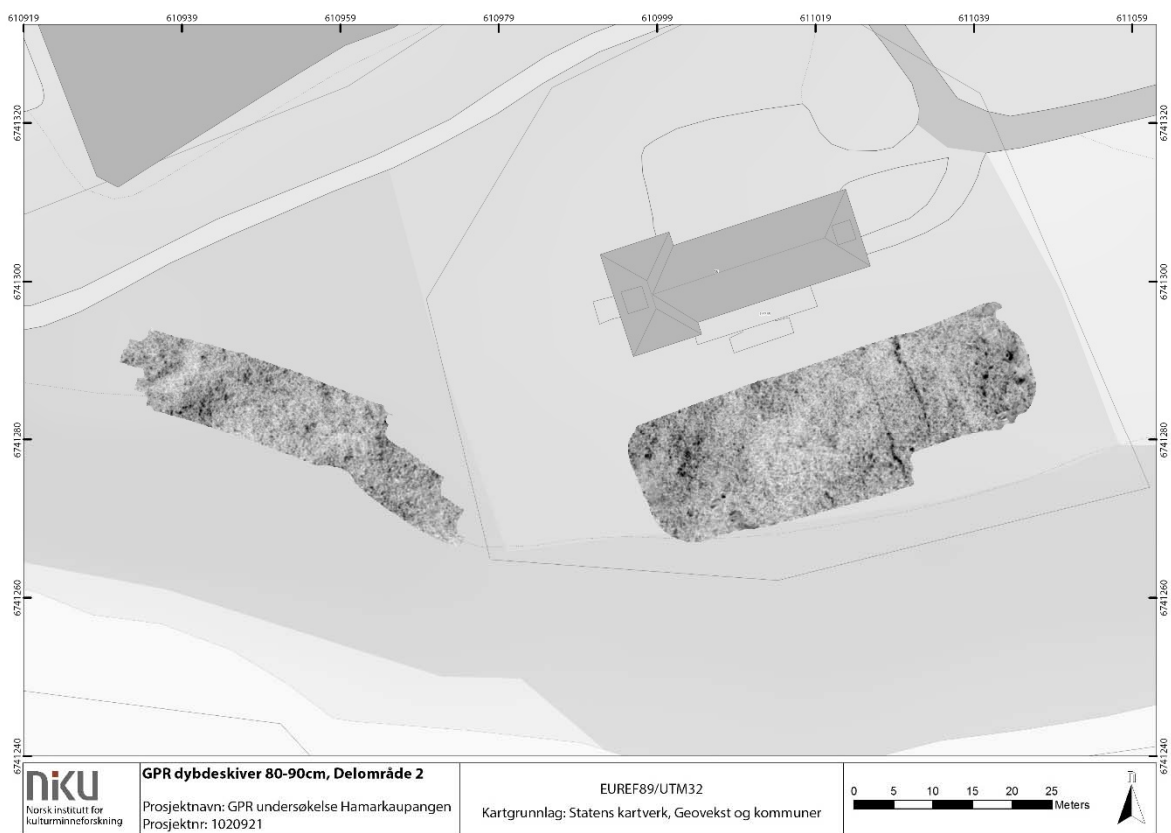 610919 610939 610959 610979 610999 611019 611039 611059
6741320 6741320
6741300 6741300
6741280 6741280
6741260 6741260
6741240 6741240
niku
Norsk institutt for
kulturminneforskning
GPR dybdeskiver 80-90cm, Delområde 2
Prosjektnavn: GPR undersøkelse Hamarkaupangen
Prosjektnr: 1020921
EUREF89/UTM32
Kartgrunnlag: Statens kartverk, Geovekst og kommuner
0 5 10 15 20 25
Meters